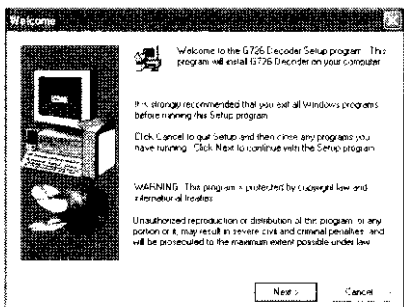 Welcome
Welcome to the G726 Decoder Setup program. This
program will install G726 Decoder on your computer.
It is strongly recommended that you exit all Windows programs
before running this Setup program.
Click Cancel to quit Setup and then close any programs you
have running. Click Next to continue with the Setup program.
WARNING: This program is protected by copyright law and
international treaties.
Unauthorized reproduction or distribution of this program, or any
portion of it, may result in severe civil and criminal penalties, and
will be prosecuted to the maximum extent possible under law.
Next >
Cancel